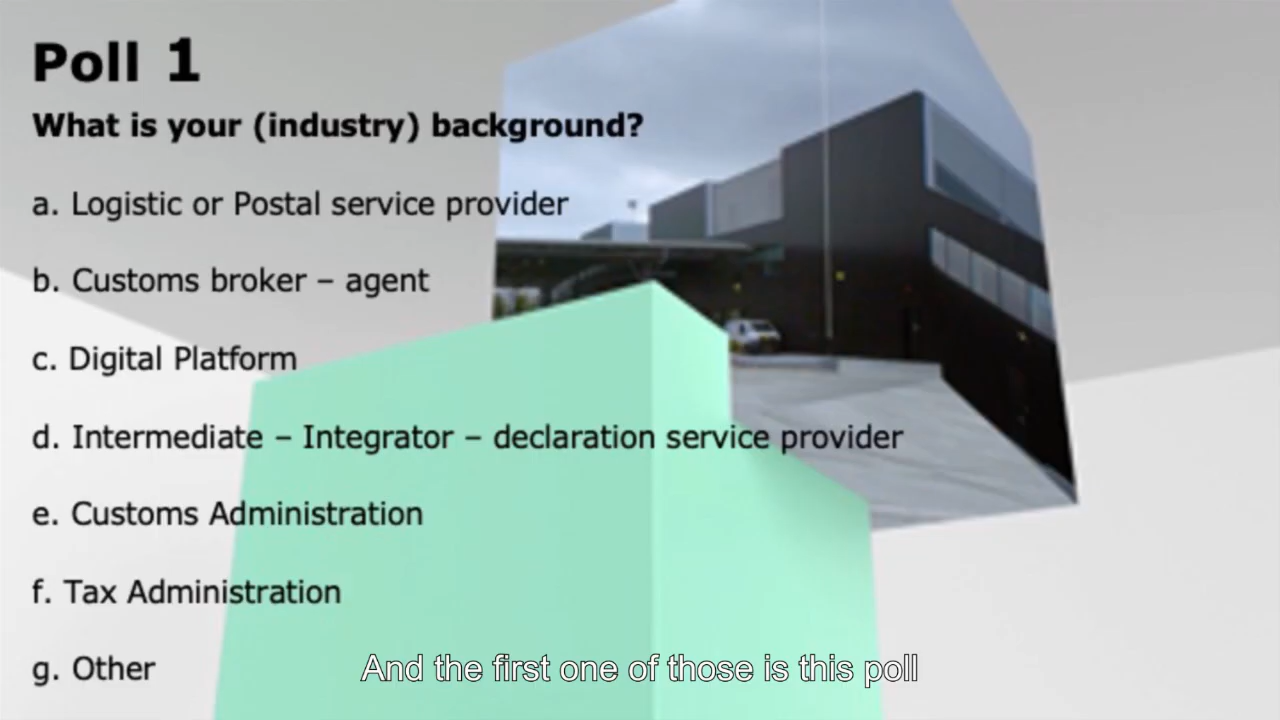 Poll 1
What is your (industry) background?
a. Logistic or Postal service provider
b. Customs broker – agent
c. Digital Platform
d. Intermediate – Integrator – declaration service provider
e. Customs Administration
f. Tax Administration
g. Other
And the first one of those is this poll